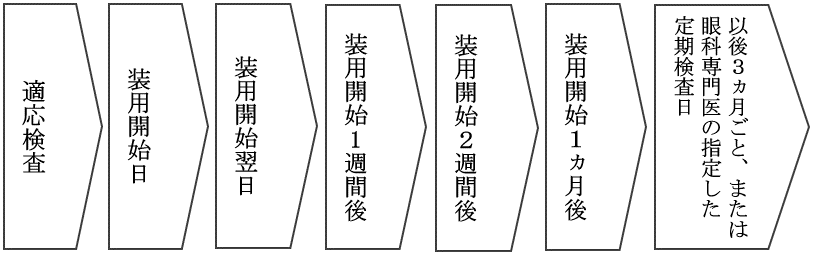 適応検査
装用開始日
装用開始翌日
装用開始１週間後
装用開始２週間後
装用開始１ヵ月後
以後３ヵ月ごと、または
眼科専門医の指定した
定期検査日